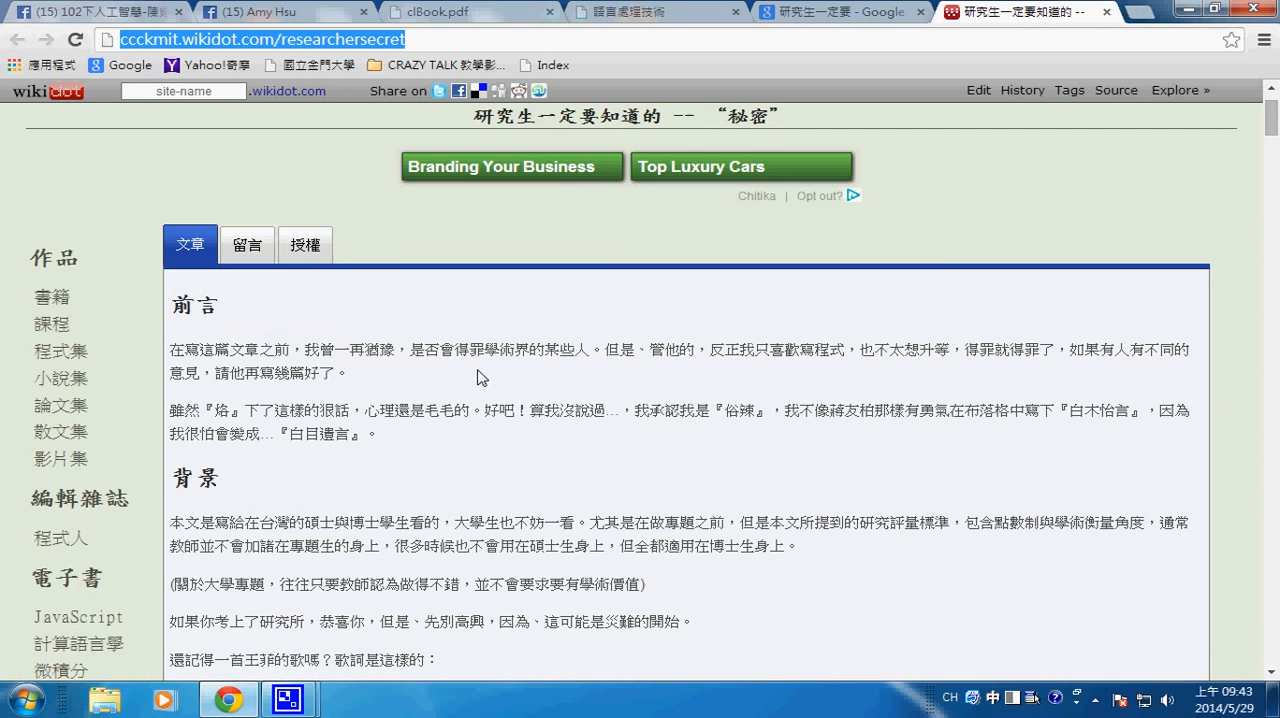 (15) 102下人工智慧-陳 (15) Amy Hsu clBook.pdf 語言處理技術 研究生一定要 - Google 研究生一定要知道的 --
ccckmit.wikidot.com/researchersecret
應用程式 Google Yahoo!奇摩 國立金門大學 CRAZY TALK 教學影... Index
wikidot site-name .wikidot.com Share on Edit History Tags Source Explore »
研究生一定要知道的 -- “秘密”
Branding Your Business Top Luxury Cars
Chitika | Opt out?
文章 留言 授權
作品
書籍
課程
程式集
小說集
論文集
散文集
影片集
編輯雜誌
程式人
電子書
JavaScript
計算語言學
微積分
前言
在寫這篇文章之前，我曾一再猶豫，是否會得罪學術界的某些人。但是、管他的，反正我只喜歡寫程式，也不太想升等，得罪就得罪了，如果有人有不同的
意見，請他再寫幾篇好了。
雖然『烙』下了這樣的狠話，心理還是毛毛的。好吧！算我沒說過…，我承認我是『俗辣』，我不像蔣友柏那樣有勇氣在布落格中寫下『白木怡言』，因為
我很怕會變成…『白目遺言』。
背景
本文是寫給在台灣的碩士與博士學生看的，大學生也不妨一看。尤其是在做專題之前，但是本文所提到的研究評量標準，包含點數制與學術衡量角度，通常
教師並不會加諸在專題生的身上，很多時候也不會用在碩士生身上，但全都適用在博士生身上。
(關於大學專題，往往只要教師認為做得不錯，並不會要求要有學術價值)
如果你考上了研究所，恭喜你，但是、先別高興，因為、這可能是災難的開始。
還記得一首王菲的歌嗎？歌詞是這樣的：
CH 中 上午 09:43
2014/5/29